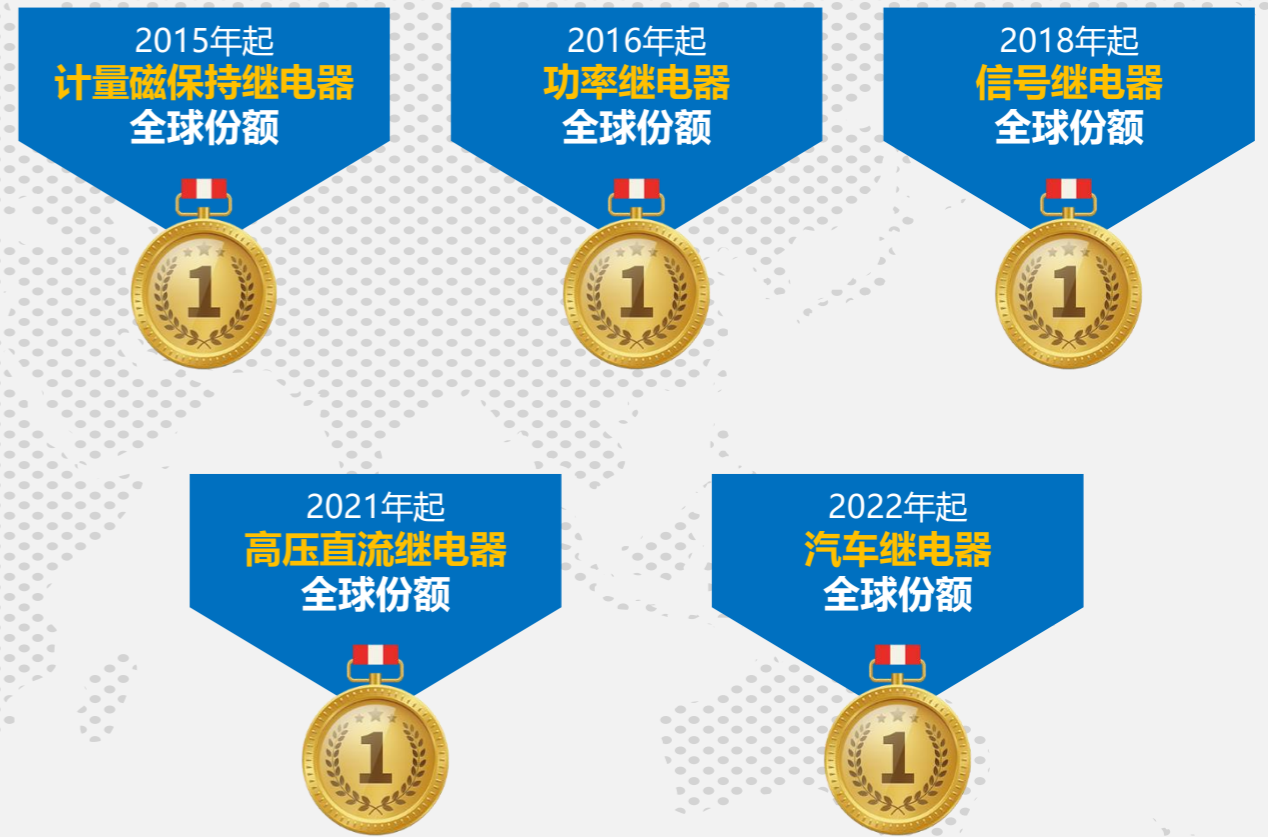 2015年起
计量磁保持继电器
全球份额
1
2016年起
功率继电器
全球份额
1
2018年起
信号继电器
全球份额
1
2021年起
高压直流继电器
全球份额
1
2022年起
汽车继电器
全球份额
1